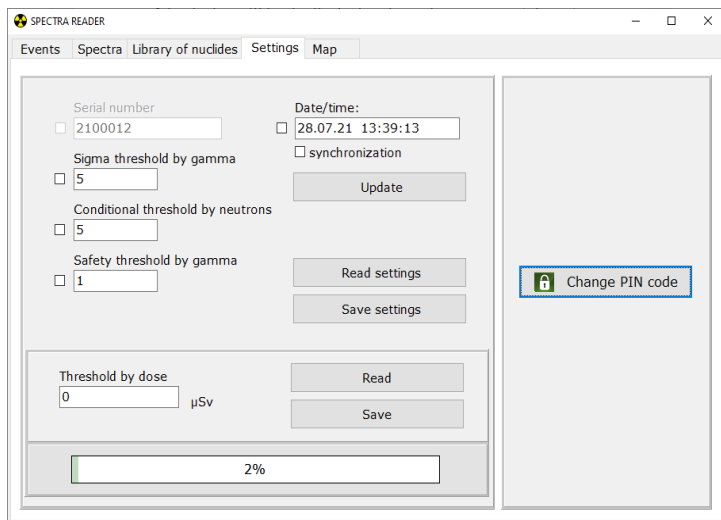 SPECTRA READER
Events Spectra Library of nuclides Settings Map
Serial number
2100012
Date/time:
28.07.21 13:39:13
synchronization
Sigma threshold by gamma
5
Update
Conditional threshold by neutrons
5
Safety threshold by gamma
1
Read settings
Save settings
Change PIN code
Threshold by dose
0
µSv
Read
Save
2%